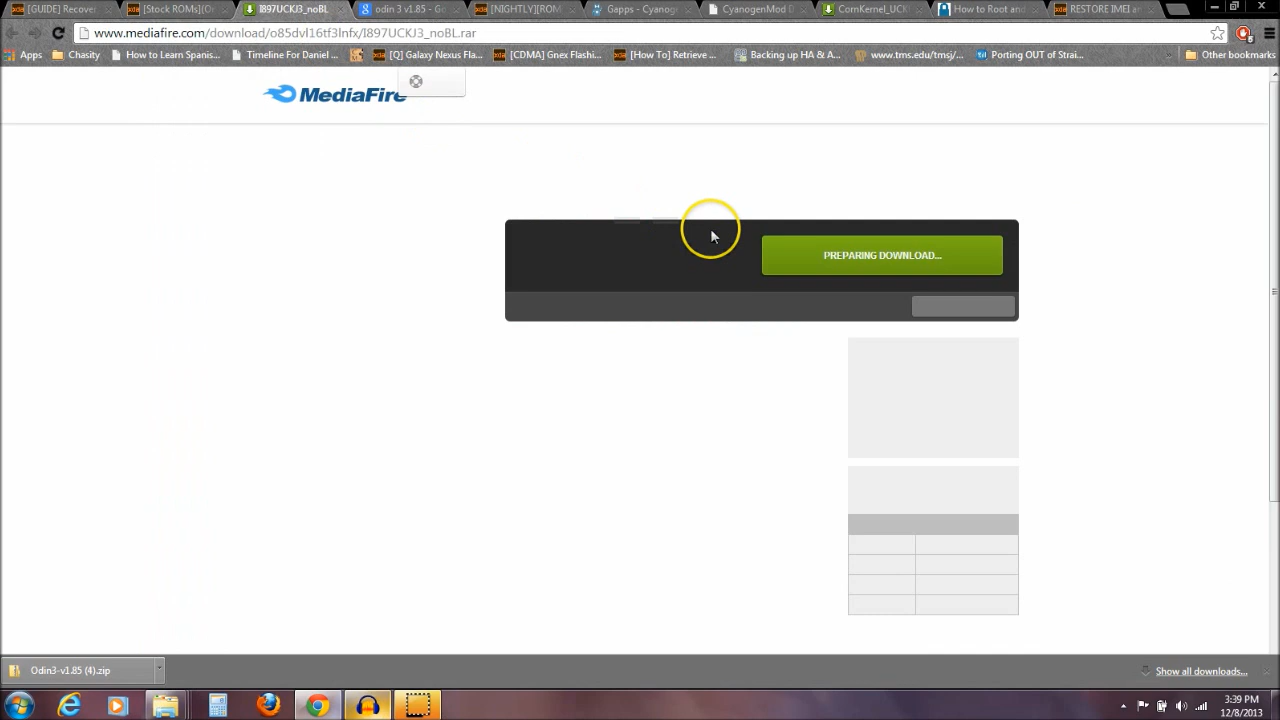 [GUIDE] Recover
[Stock ROMs][O
I897UCKJ3_noBL
odin 3 v1.85 - Go
[NIGHTLY][ROM
Gapps - Cyanoge
CyanogenMod D
CornKernel_UCK
How to Root and
RESTORE IMEI an
www.mediafire.com/download/o85dvl16tf3lnfx/I897UCKJ3_noBL.rar
Apps
Chasity
How to Learn Spanis...
Timeline For Daniel ...
[Q] Galaxy Nexus Fla...
[CDMA] Gnex Flashi...
[How To] Retrieve ...
Backing up HA & A...
www.tms.edu/tmsj/...
Porting OUT of Strai...
»
Other bookmarks
MediaFire
PREPARING DOWNLOAD...
Odin3-v1.85 (4).zip
Show all downloads...
3:39 PM
12/8/2013